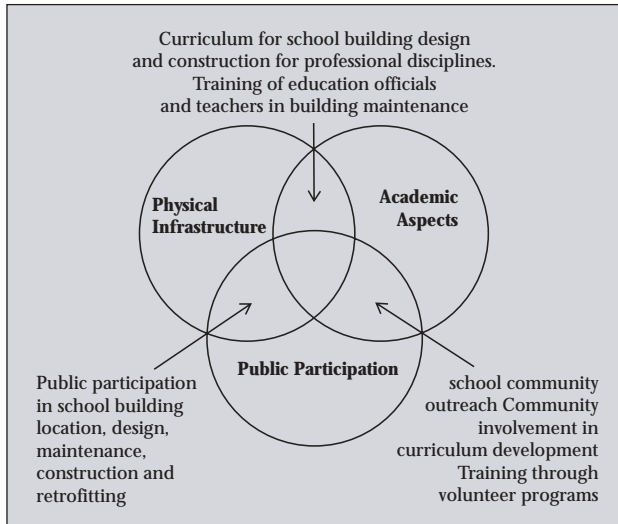 Curriculum for school building design
and construction for professional disciplines.
Training of education officials
and teachers in building maintenance
Physical
Infrastructure
Academic
Aspects
Public Participation
Public participation
in school building
location, design,
maintenance,
construction and
retrofitting
school community
outreach Community
involvement in
curriculum development
Training through
volunteer programs